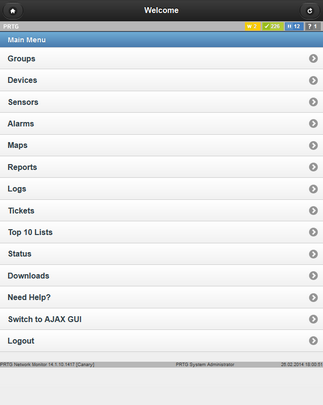 Welcome
PRTG W 7 ✓ 326 H: 12 ? 1
Main Menu
Groups
Devices
Sensors
Alarms
Maps
Reports
Logs
Tickets
Top 10 Lists
Status
Downloads
Need Help?
Switch to AJAX GUI
Logout
PRTG Network Monitor 14.1.10.1417 [Canary] PRTG System Administrator 25.02.2014 16:00:51